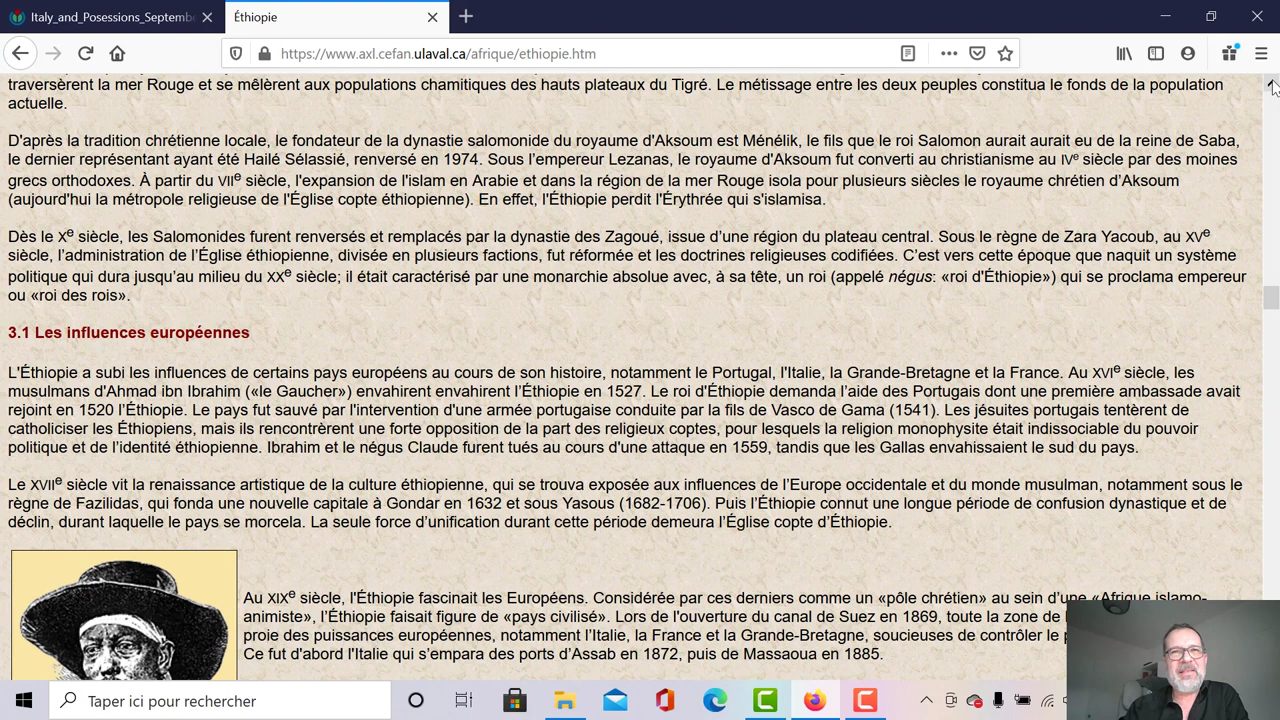 Italy_and_Posessions_Septemb
Éthiopie
https://www.axl.cefan.ulaval.ca/afrique/ethiopie.htm
traversèrent la mer Rouge et se mêlèrent aux populations chamitiques des hauts plateaux du Tigré. Le métissage entre les deux peuples constitua le fonds de la population
actuelle.
D'après la tradition chrétienne locale, le fondateur de la dynastie salomonide du royaume d'Aksoum est Ménélik, le fils que le roi Salomon aurait aurait eu de la reine de Saba,
le dernier représentant ayant été Hailé Sélassié, renversé en 1974. Sous l'empereur Lezanas, le royaume d'Aksoum fut converti au christianisme au IVe siècle par des moines
grecs orthodoxes. À partir du VIIe siècle, l'expansion de l'islam en Arabie et dans la région de la mer Rouge isola pour plusieurs siècles le royaume chrétien d'Aksoum
(aujourd'hui la métropole religieuse de l'Église copte éthiopienne). En effet, l'Éthiopie perdit l'Érythrée qui s'islamisa.
Dès le Xe siècle, les Salomonides furent renversés et remplacés par la dynastie des Zagoué, issue d'une région du plateau central. Sous le règne de Zara Yacoub, au XVe
siècle, l'administration de l'Église éthiopienne, divisée en plusieurs factions, fut réformée et les doctrines religieuses codifiées. C'est vers cette époque que naquit un système
politique qui dura jusqu'au milieu du XXe siècle; il était caractérisé par une monarchie absolue avec, à sa tête, un roi (appelé négus: «roi d'Éthiopie») qui se proclama empereur
ou «roi des rois».
3.1 Les influences européennes
L'Éthiopie a subi les influences de certains pays européens au cours de son histoire, notamment le Portugal, l'Italie, la Grande-Bretagne et la France. Au XVIe siècle, les
musulmans d'Ahmad ibn Ibrahim («le Gaucher») envahirent envahirent l'Éthiopie en 1527. Le roi d'Éthiopie demanda l'aide des Portugais dont une première ambassade avait
rejoint en 1520 l'Éthiopie. Le pays fut sauvé par l'intervention d'une armée portugaise conduite par la fils de Vasco de Gama (1541). Les jésuites portugais tentèrent de
catholiciser les Éthiopiens, mais ils rencontrèrent une forte opposition de la part des religieux coptes, pour lesquels la religion monophysite était indissociable du pouvoir
politique et de l'identité éthiopienne. Ibrahim et le négus Claude furent tués au cours d'une attaque en 1559, tandis que les Gallas envahissaient le sud du pays.
Le XVIIe siècle vit la renaissance artistique de la culture éthiopienne, qui se trouva exposée aux influences de l'Europe occidentale et du monde musulman, notamment sous le
règne de Fazilidas, qui fonda une nouvelle capitale à Gondar en 1632 et sous Yasous (1682-1706). Puis l'Éthiopie connut une longue période de confusion dynastique et de
déclin, durant laquelle le pays se morcela. La seule force d'unification durant cette période demeura l'Église copte d'Éthiopie.
Au XIXe siècle, l'Éthiopie fascinait les Européens. Considérée par ces derniers comme un «pôle chrétien» au sein d'une «Afrique islamo-
animiste», l'Éthiopie faisait figure de «pays civilisé». Lors de l'ouverture du canal de Suez en 1869, toute la zone de
proie des puissances européennes, notamment l'Italie, la France et la Grande-Bretagne, soucieuses de contrôler le
Ce fut d'abord l'Italie qui s'empara des ports d'Assab en 1872, puis de Massaoua en 1885.
Taper ici pour rechercher